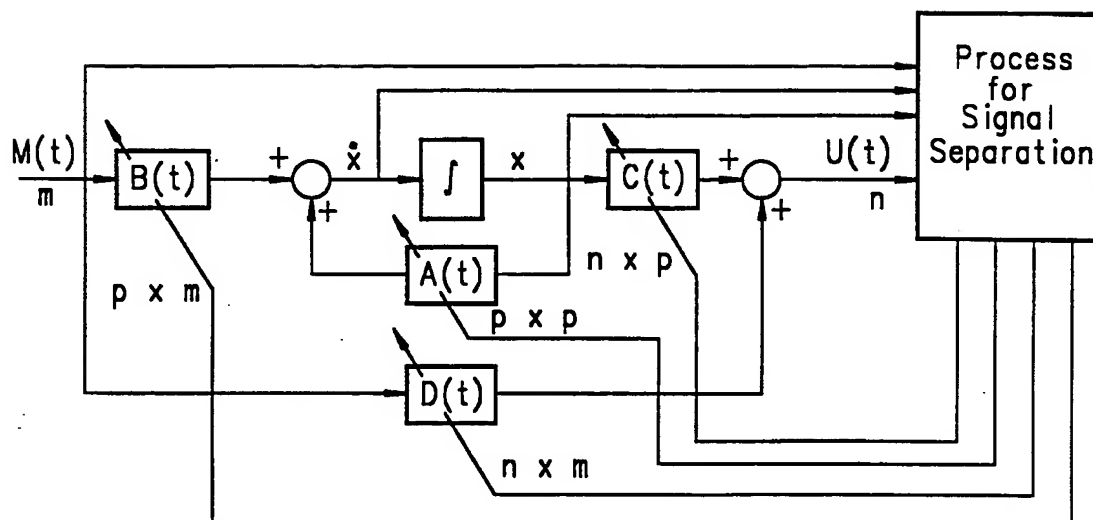 Process
for
Signal
Separation
M(t)
m
B(t)
+
+
ẋ
∫
x
C(t)
+
+
U(t)
n
A(t)
p x m
n x p
p x p
D(t)
n x m